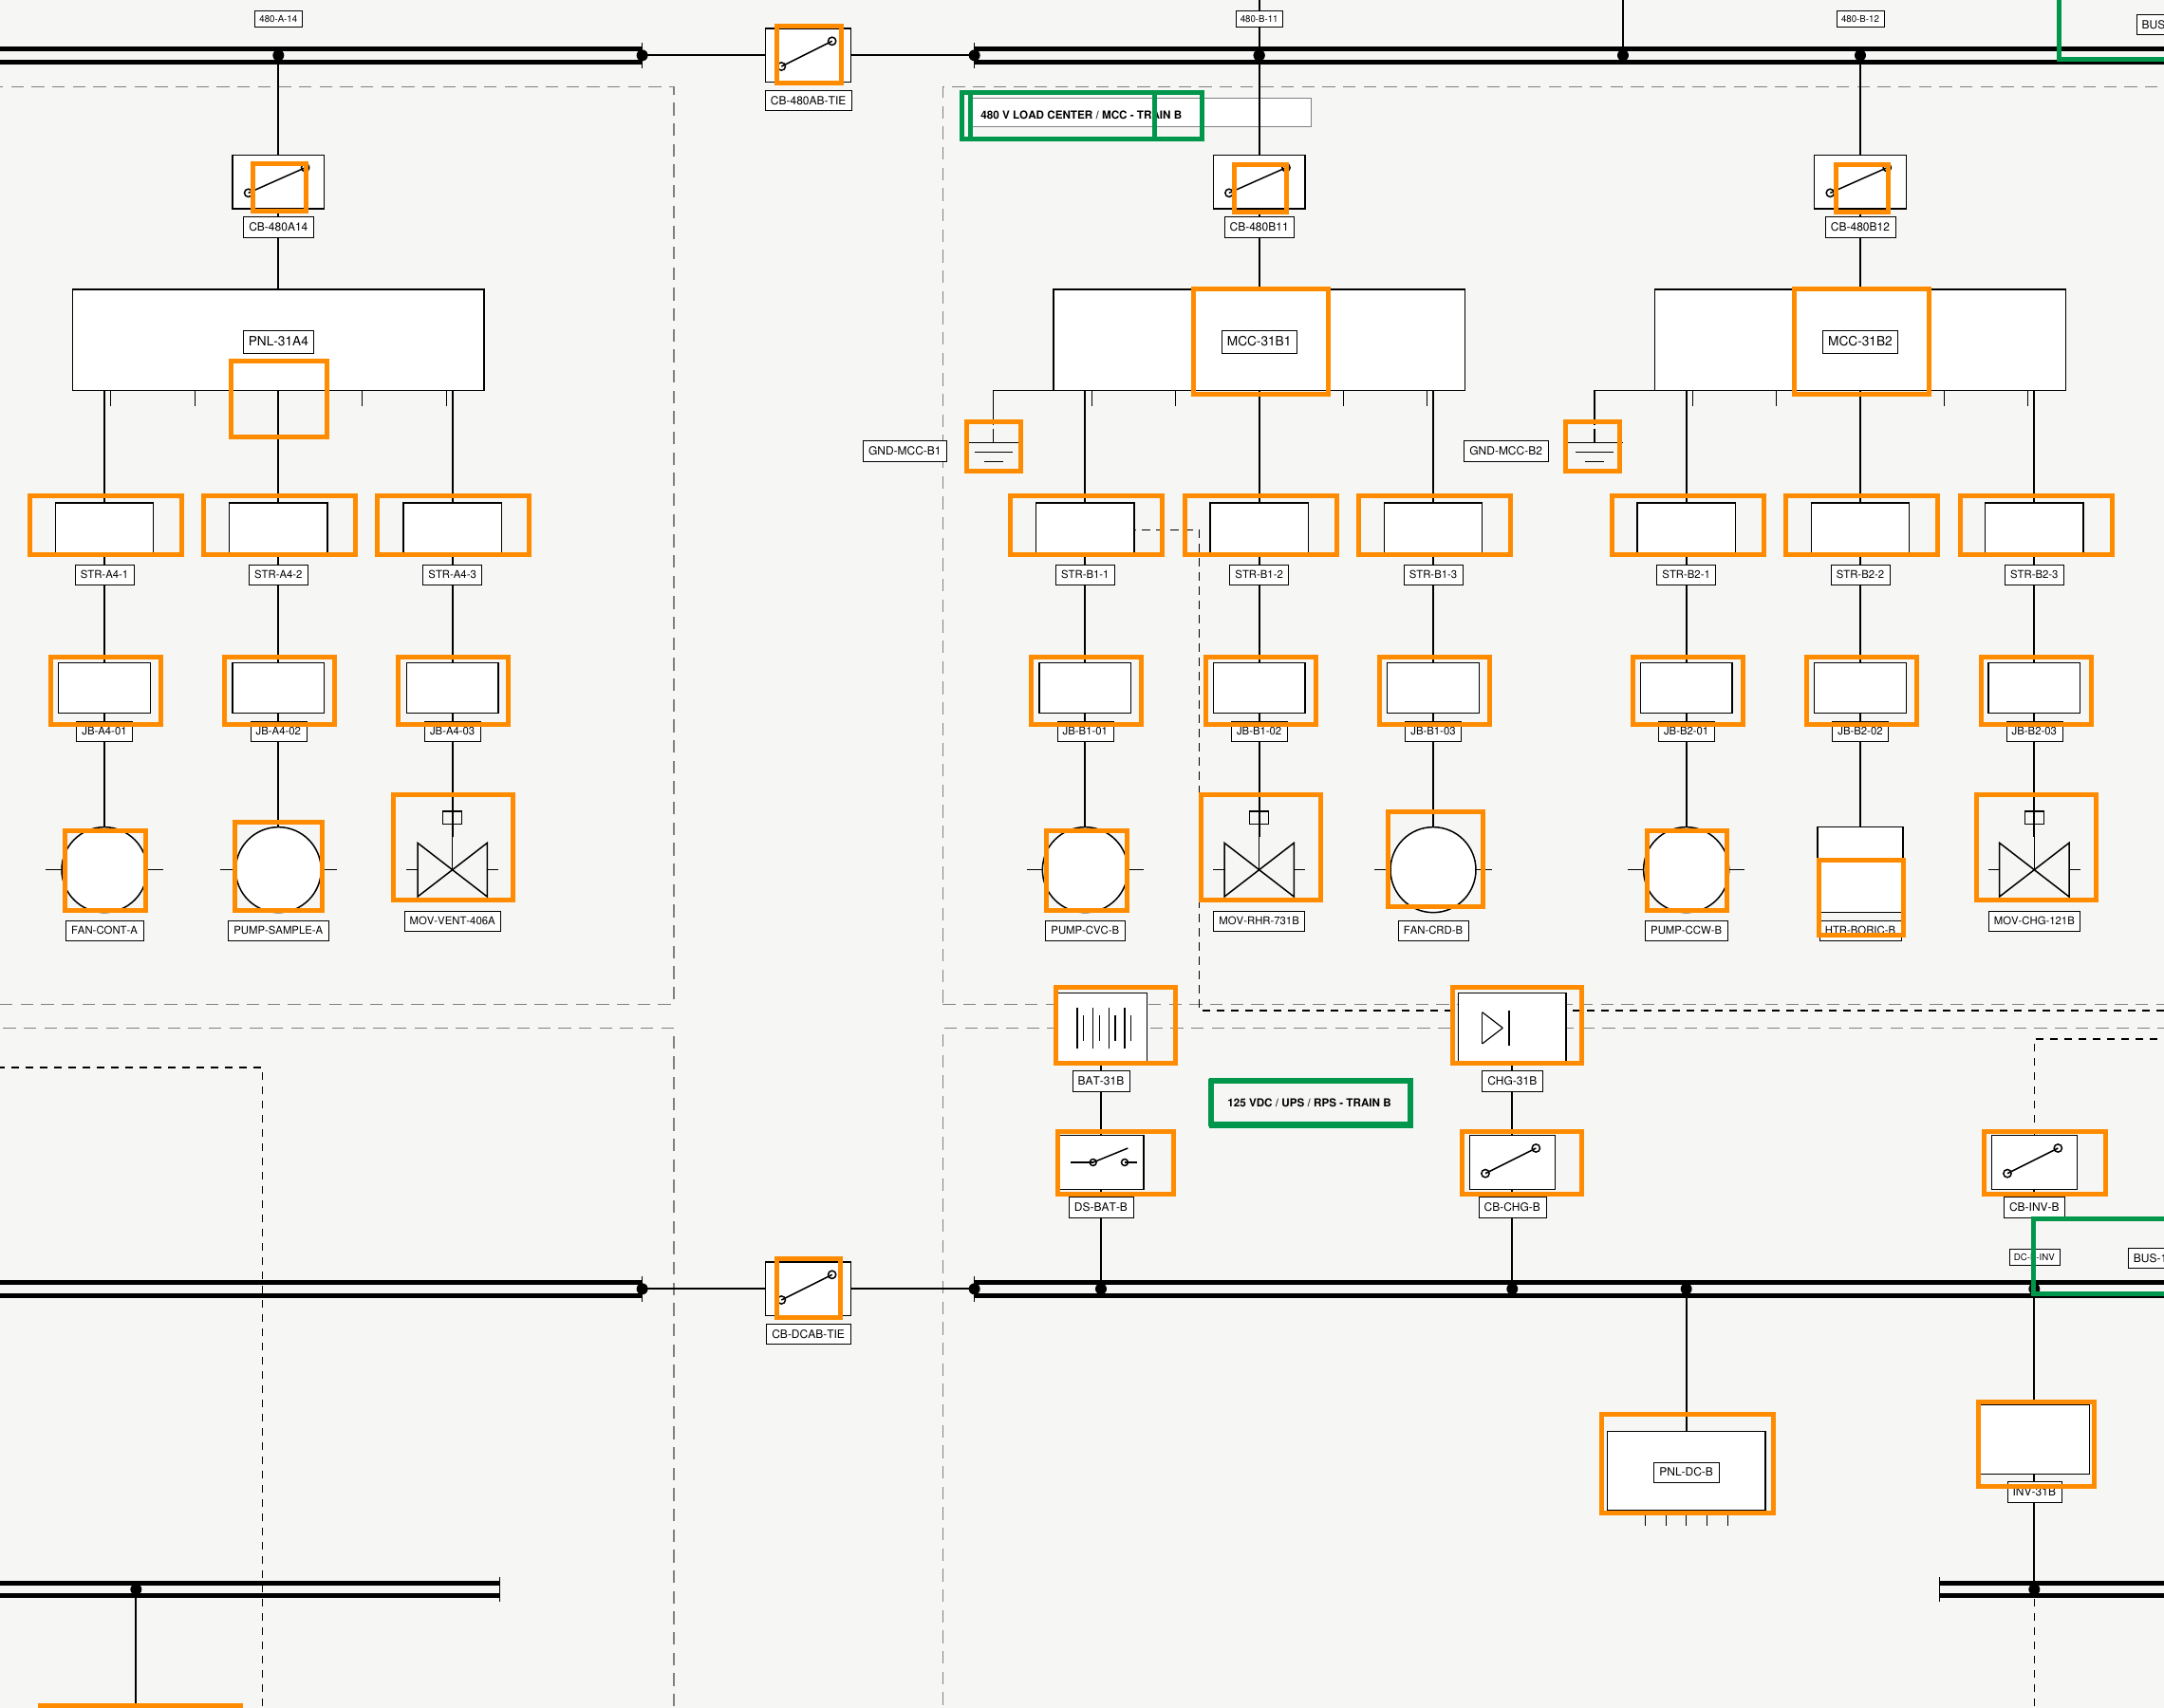 480-A-14
480-B-11
480-B-12
BUS
CB-480AB-TIE
480 V LOAD CENTER / MCC - TRAIN B
CB-480A14
CB-480B11
CB-480B12
PNL-31A4
MCC-31B1
MCC-31B2
GND-MCC-B1
GND-MCC-B2
STR-A4-1
STR-A4-2
STR-A4-3
STR-B1-1
STR-B1-2
STR-B1-3
STR-B2-1
STR-B2-2
STR-B2-3
JB-A4-01
JB-A4-02
JB-A4-03
JB-B1-01
JB-B1-02
JB-B1-03
JB-B2-01
JB-B2-02
JB-B2-03
FAN-CONT-A
PUMP-SAMPLE-A
MOV-VENT-406A
PUMP-CVC-B
MOV-RHR-731B
FAN-CRD-B
PUMP-CCW-B
HTR-BORIC-B
MOV-CHG-121B
BAT-31B
CHG-31B
125 VDC / UPS / RPS - TRAIN B
DS-BAT-B
CB-CHG-B
CB-INV-B
BUS-1
CB-DCAB-TIE
PNL-DC-B
INV-31B